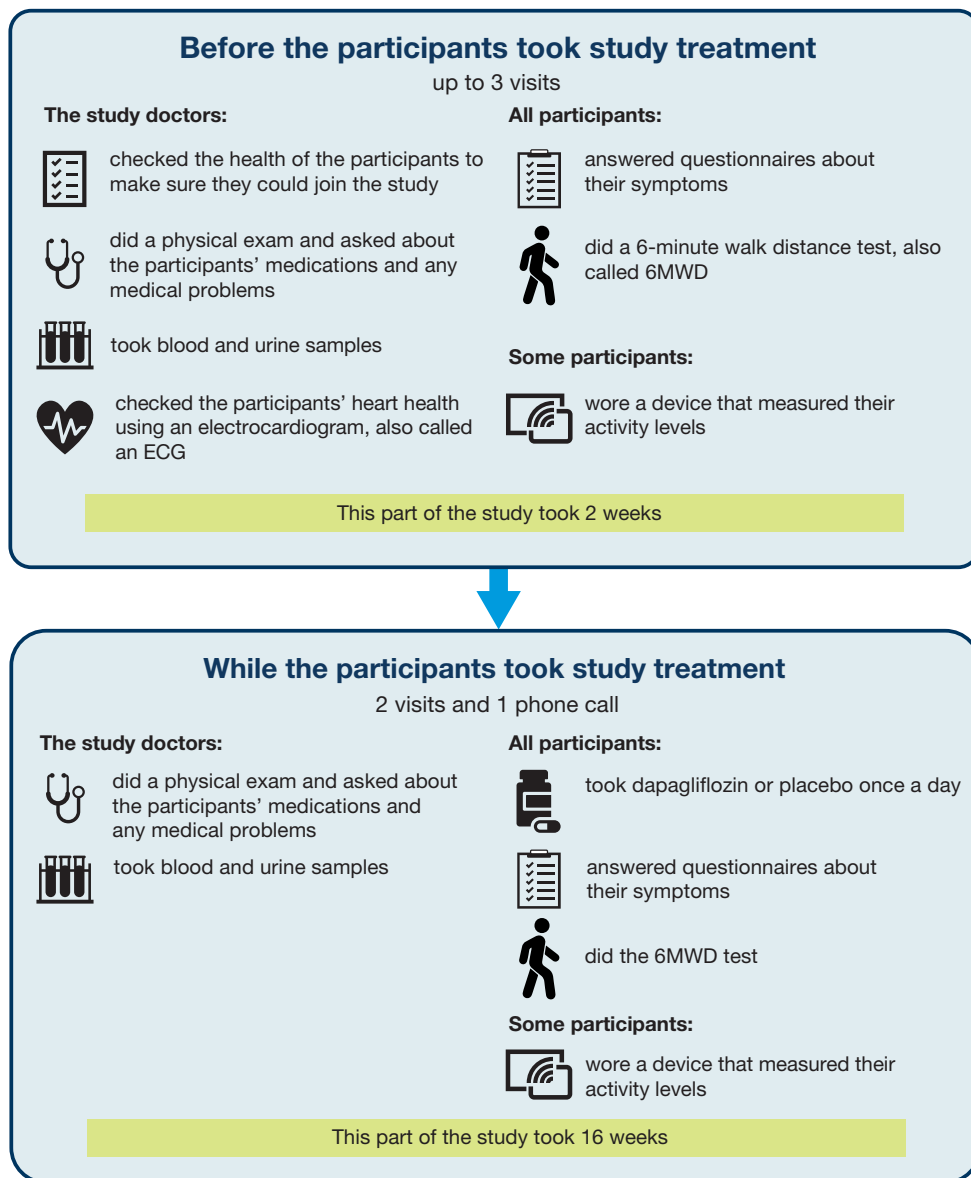 Before the participants took study treatment
up to 3 visits
The study doctors:
checked the health of the participants to
make sure they could join the study
did a physical exam and asked about
the participants’ medications and any
medical problems
took blood and urine samples
checked the participants’ heart health
using an electrocardiogram, also called
an ECG
All participants:
answered questionnaires about
their symptoms
did a 6-minute walk distance test, also
called 6MWD
Some participants:
wore a device that measured their
activity levels
This part of the study took 2 weeks
While the participants took study treatment
2 visits and 1 phone call
The study doctors:
did a physical exam and asked about
the participants’ medications and
any medical problems
took blood and urine samples
All participants:
took dapagliflozin or placebo once a day
answered questionnaires about
their symptoms
did the 6MWD test
Some participants:
wore a device that measured their
activity levels
This part of the study took 16 weeks